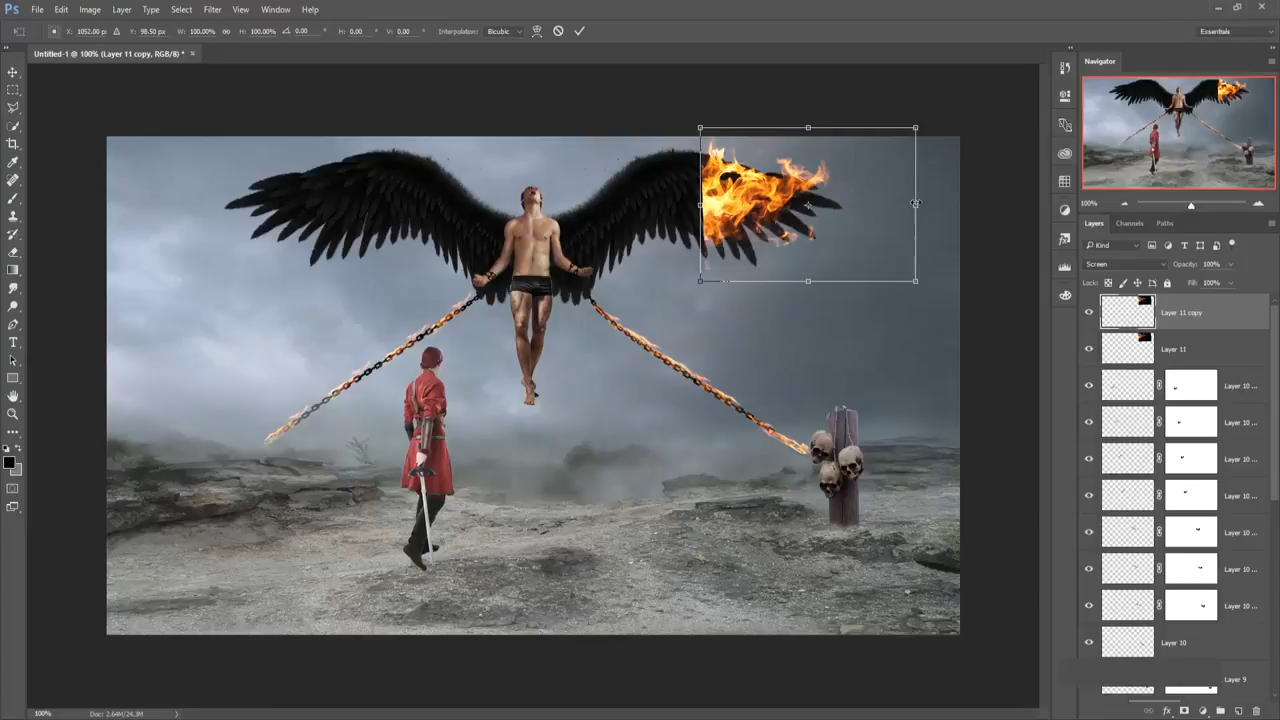 Ps File Edit Image Layer Type Select Filter View Window Help
X: 1052.00 px Y: 98.50 px W: 100.00% H: 100.00% 0.00 H: 0.00 V: 0.00 Interpolation: Bicubic Essentials
Untitled-1 @ 100% (Layer 11 copy, RGB/8) * ×
Navigator
100%
Layers Channels Paths
Kind
Screen Opacity: 100%
Lock: Fill: 100%
Layer 11 copy
Layer 11
Layer 10 ...
Layer 10 ...
Layer 10 ...
Layer 10 ...
Layer 10 ...
Layer 10 ...
Layer 10 ...
Layer 10
Layer 9
100% Doc: 2.64M/24.3M